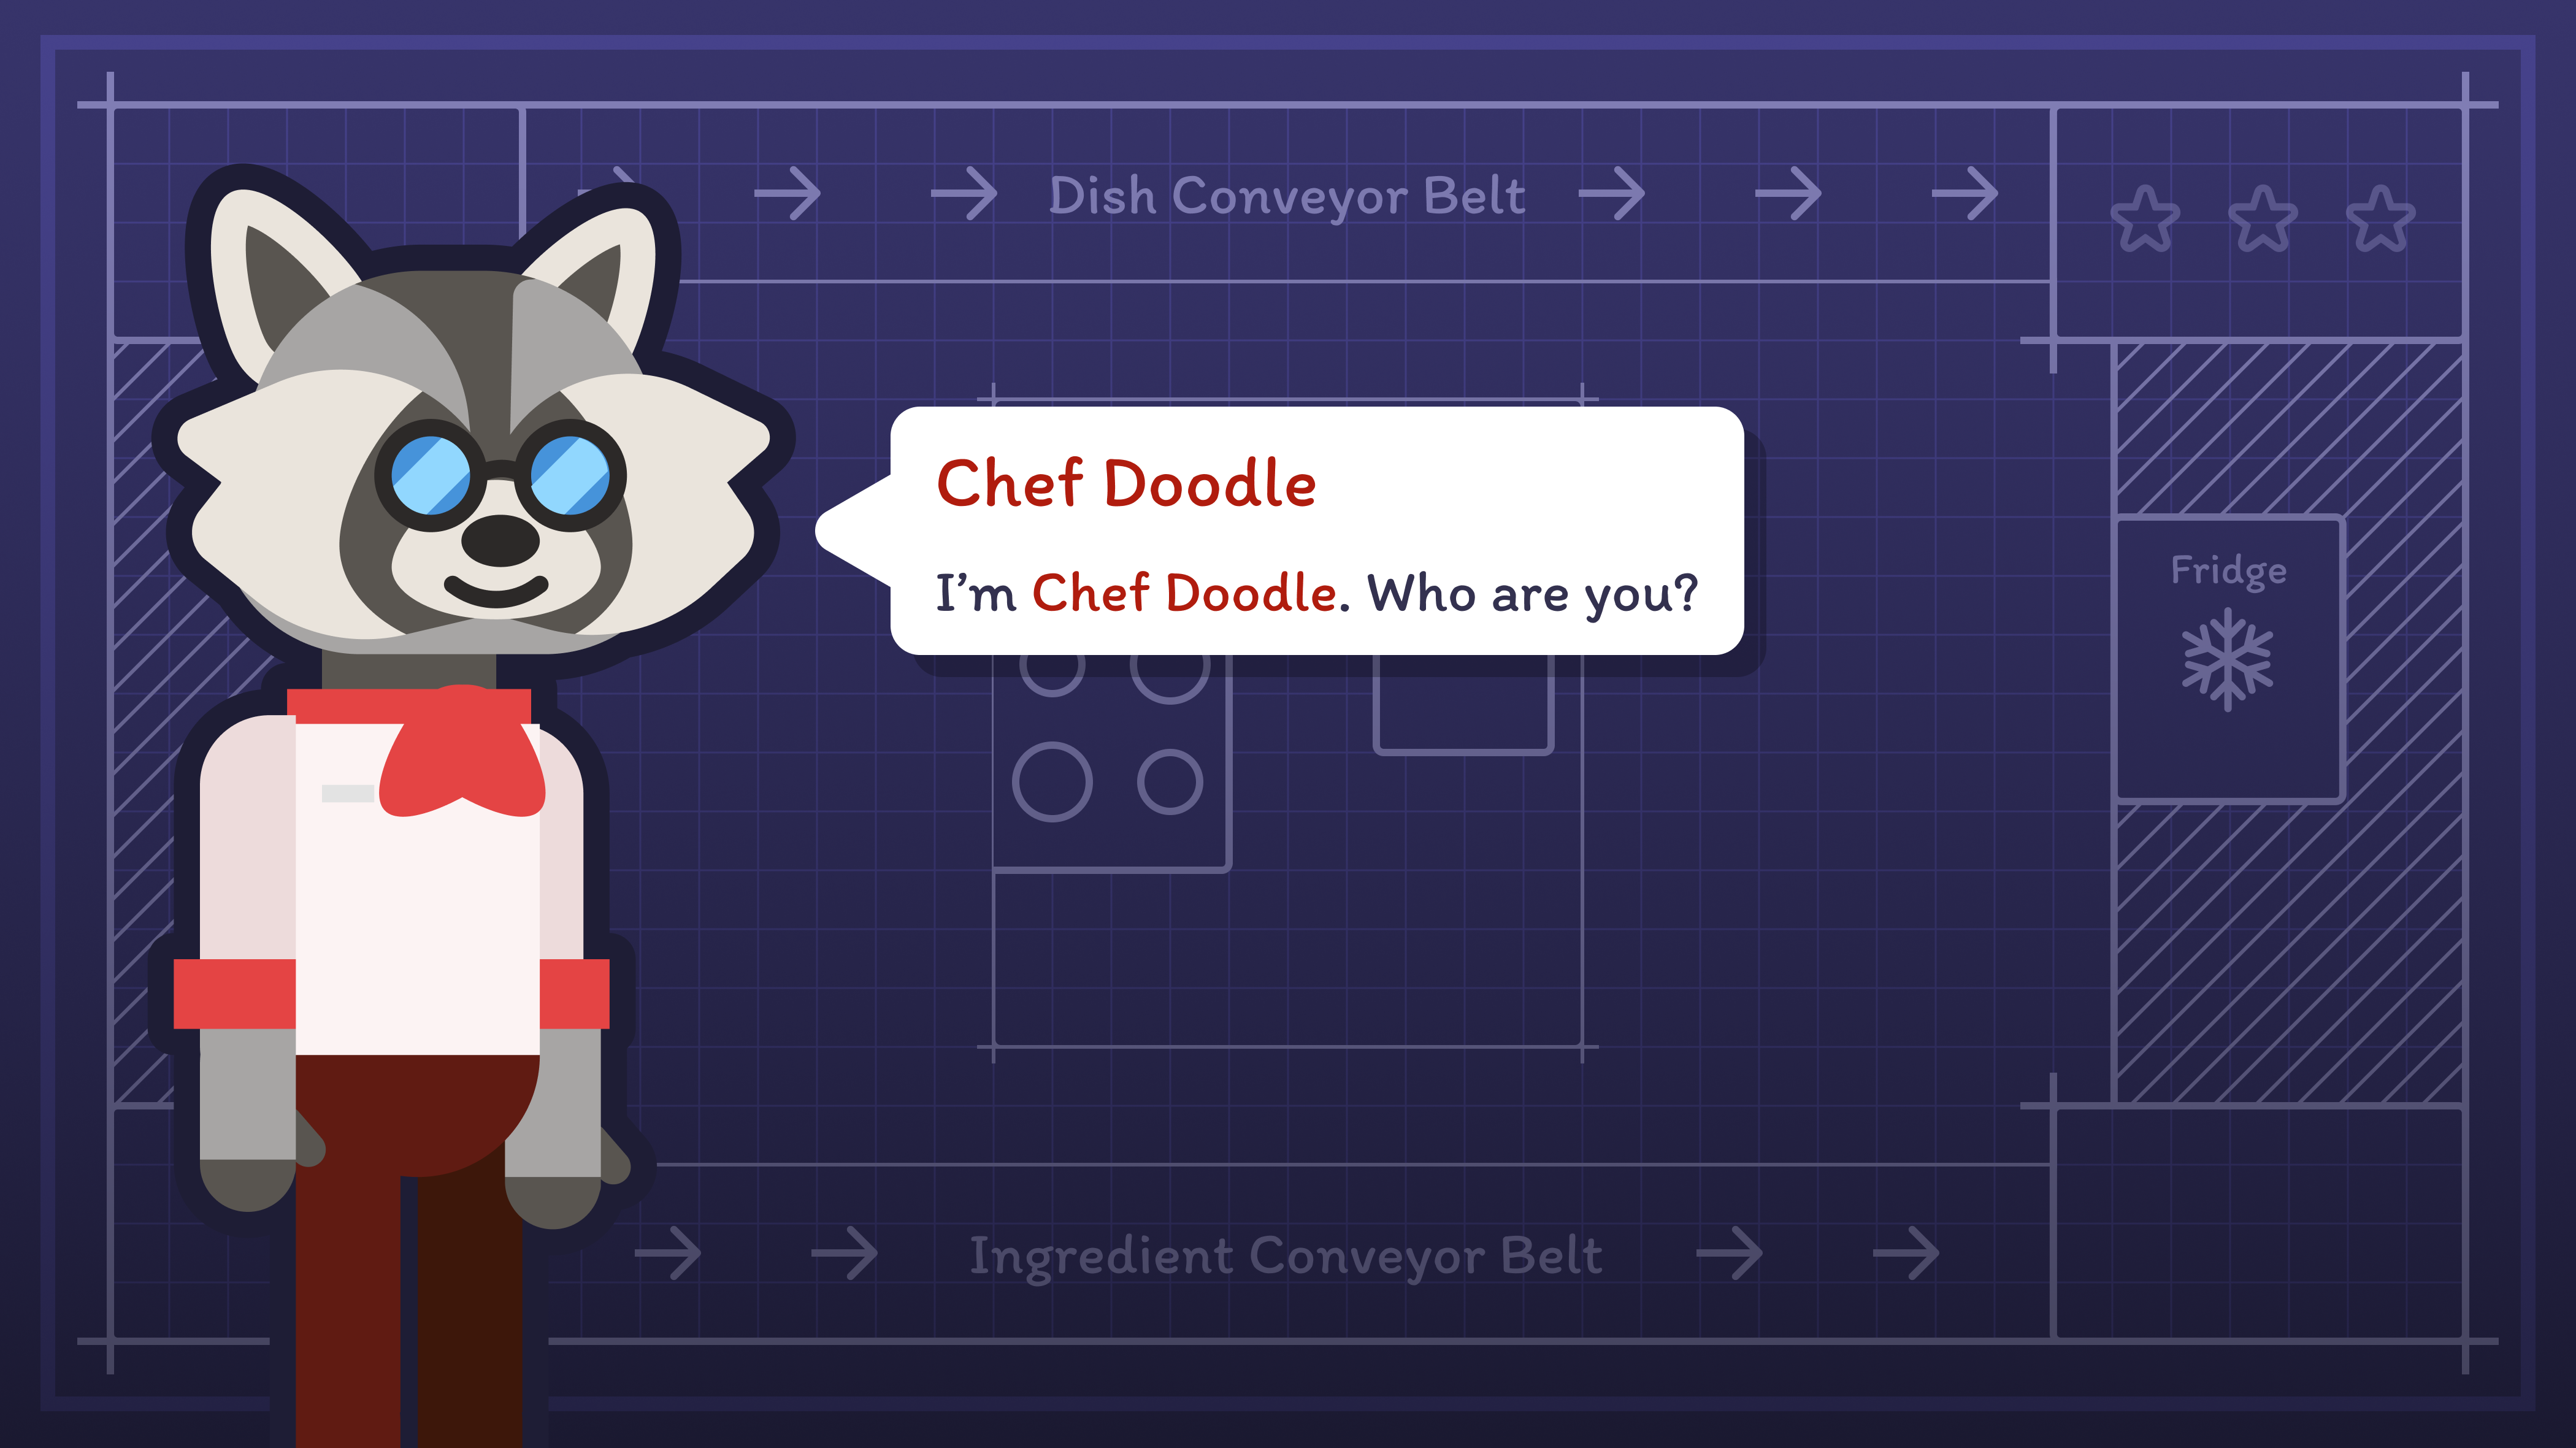 Dish Conveyor Belt
Chef Doodle
I’m Chef Doodle. Who are you?
Fridge
Ingredient Conveyor Belt